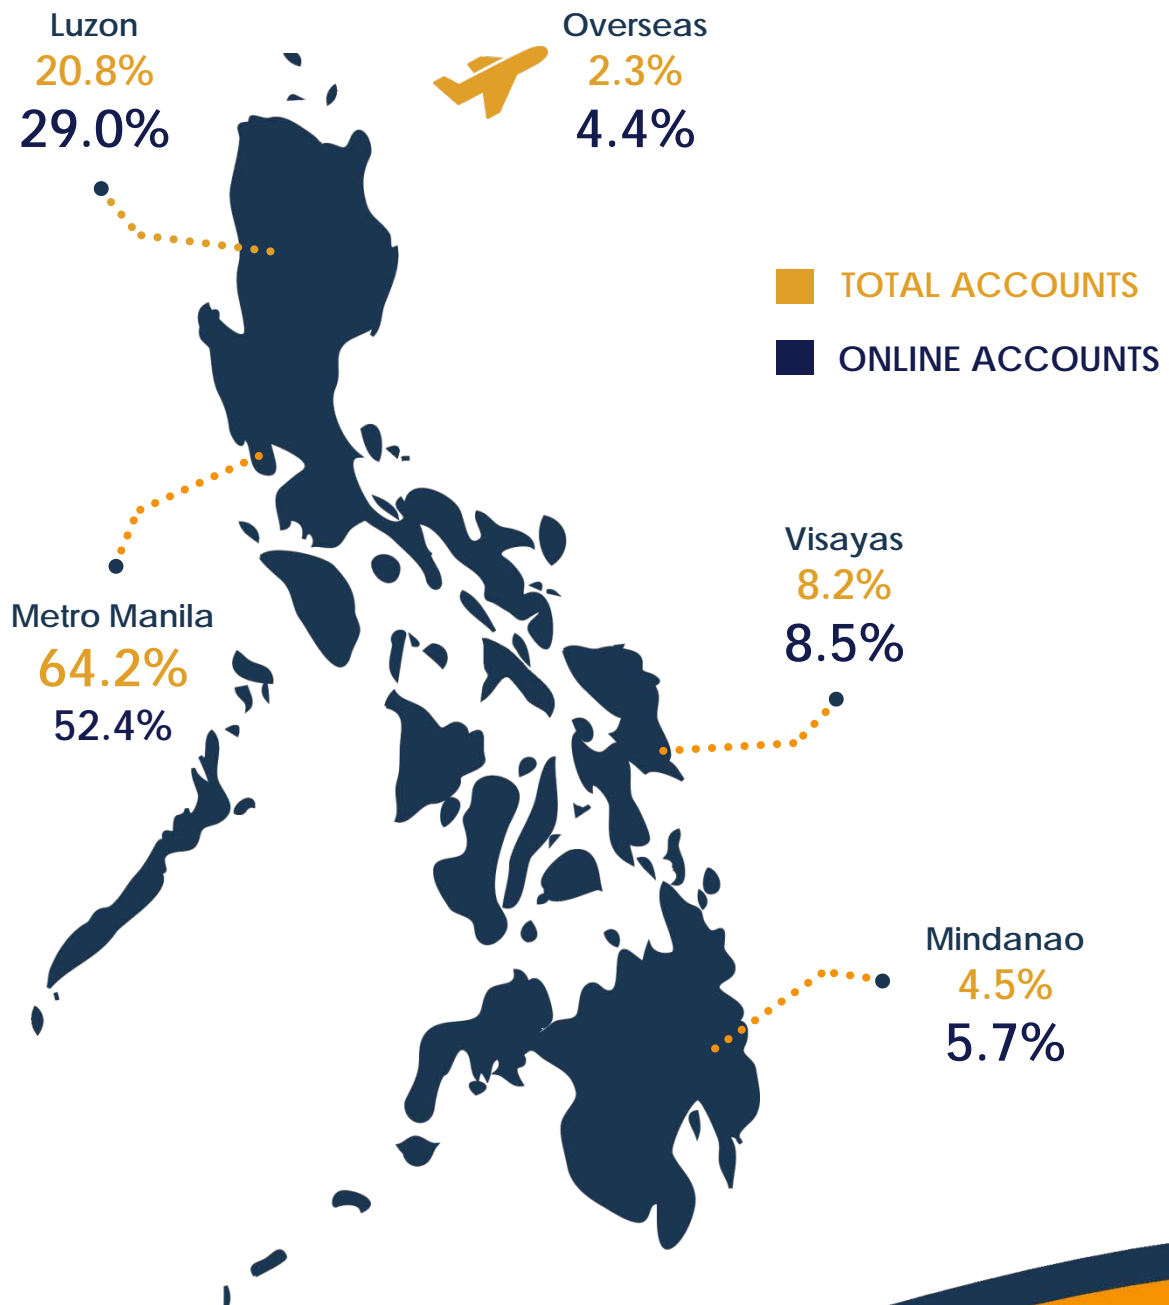 Luzon
20.8%
29.0%
Overseas
2.3%
4.4%
TOTAL ACCOUNTS
ONLINE ACCOUNTS
Visayas
8.2%
8.5%
Metro Manila
64.2%
52.4%
Mindanao
4.5%
5.7%